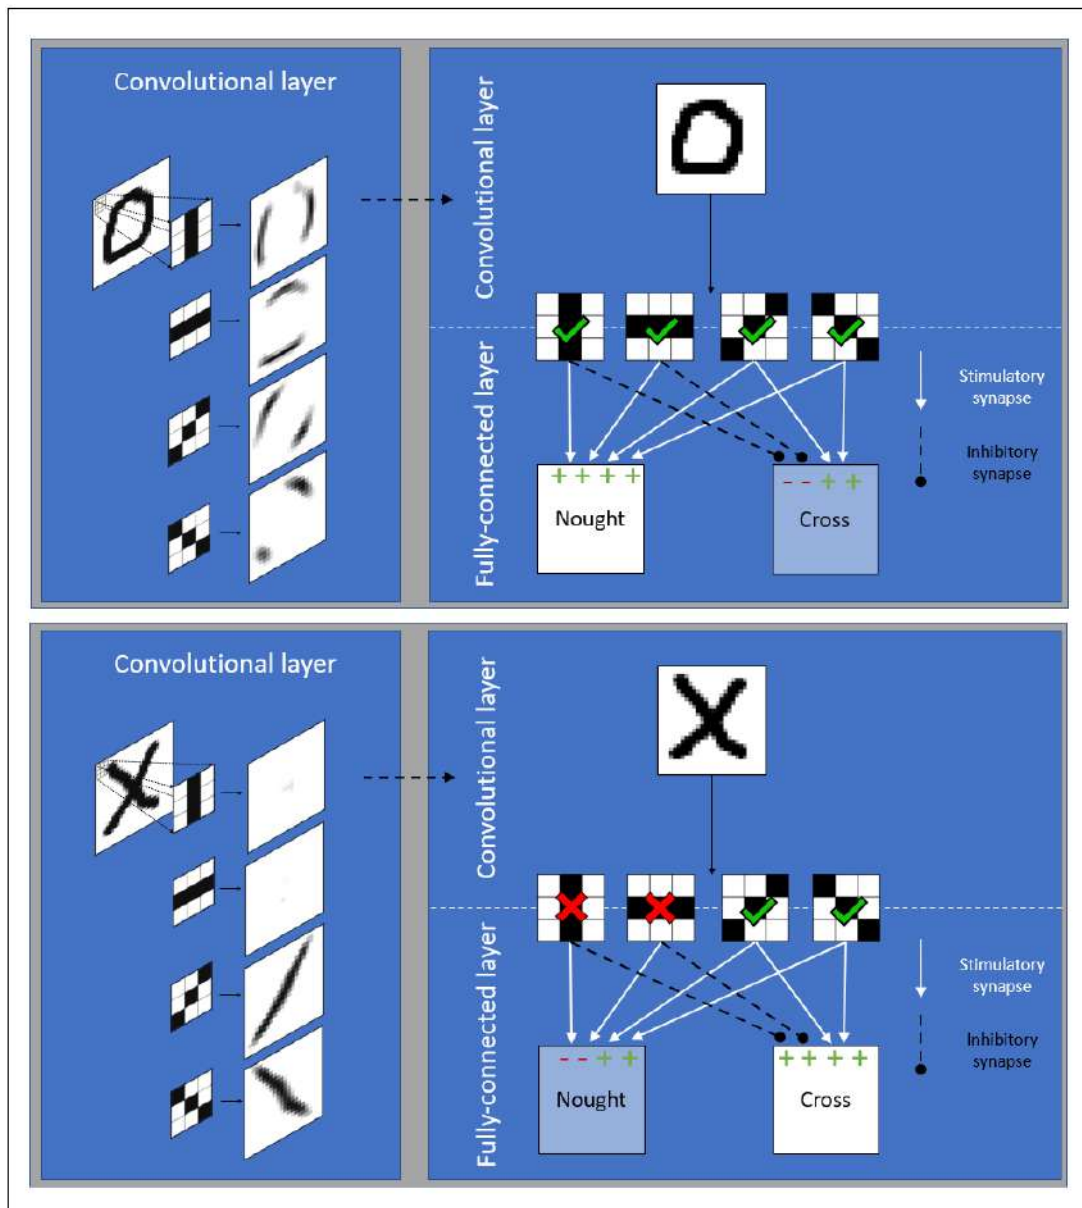 Convolutional layer
Convolutional layer
Fully-connected layer
Stimulatory
synapse
Inhibitory
synapse
+ + + +
Nought
- - + +
Cross
Convolutional layer
Convolutional layer
Fully-connected layer
Stimulatory
synapse
Inhibitory
synapse
- - + +
Nought
+ + + +
Cross